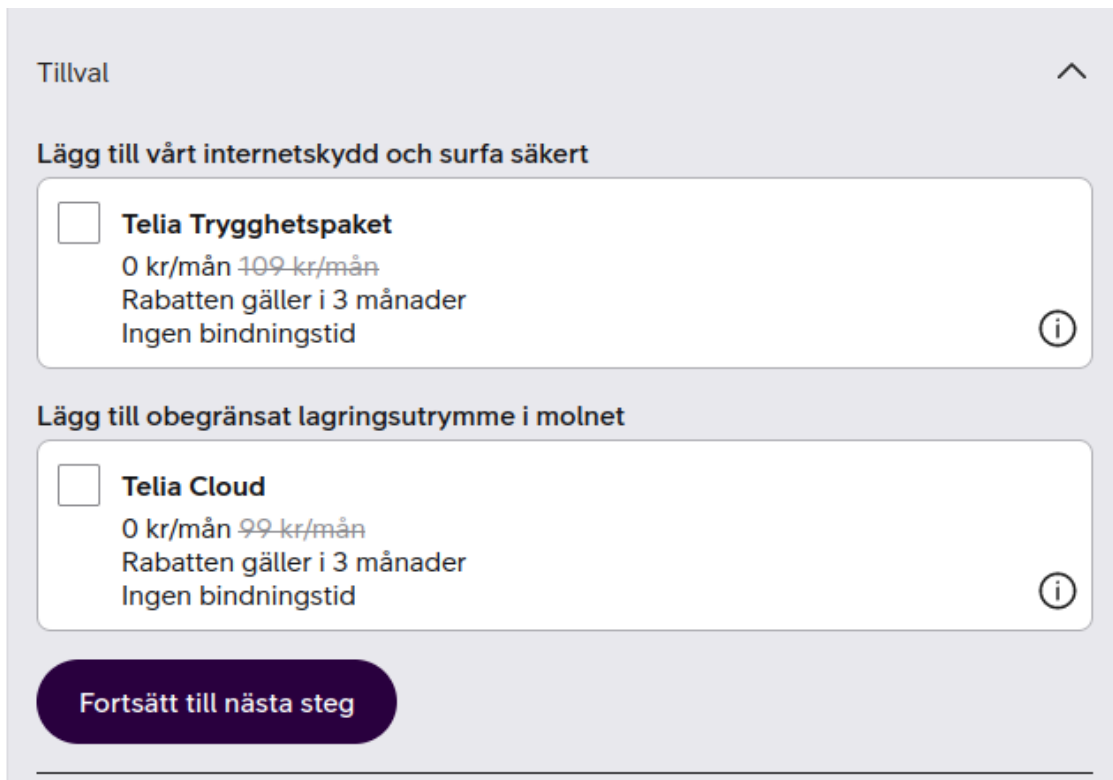 Tillval
Lägg till vårt internetskydd och surfa säkert
Telia Trygghetspaket
0 kr/mån 109 kr/mån
Rabatten gäller i 3 månader
Ingen bindningstid
Lägg till obegränsat lagringsutrymme i molnet
Telia Cloud
0 kr/mån 99 kr/mån
Rabatten gäller i 3 månader
Ingen bindningstid
Fortsätt till nästa steg